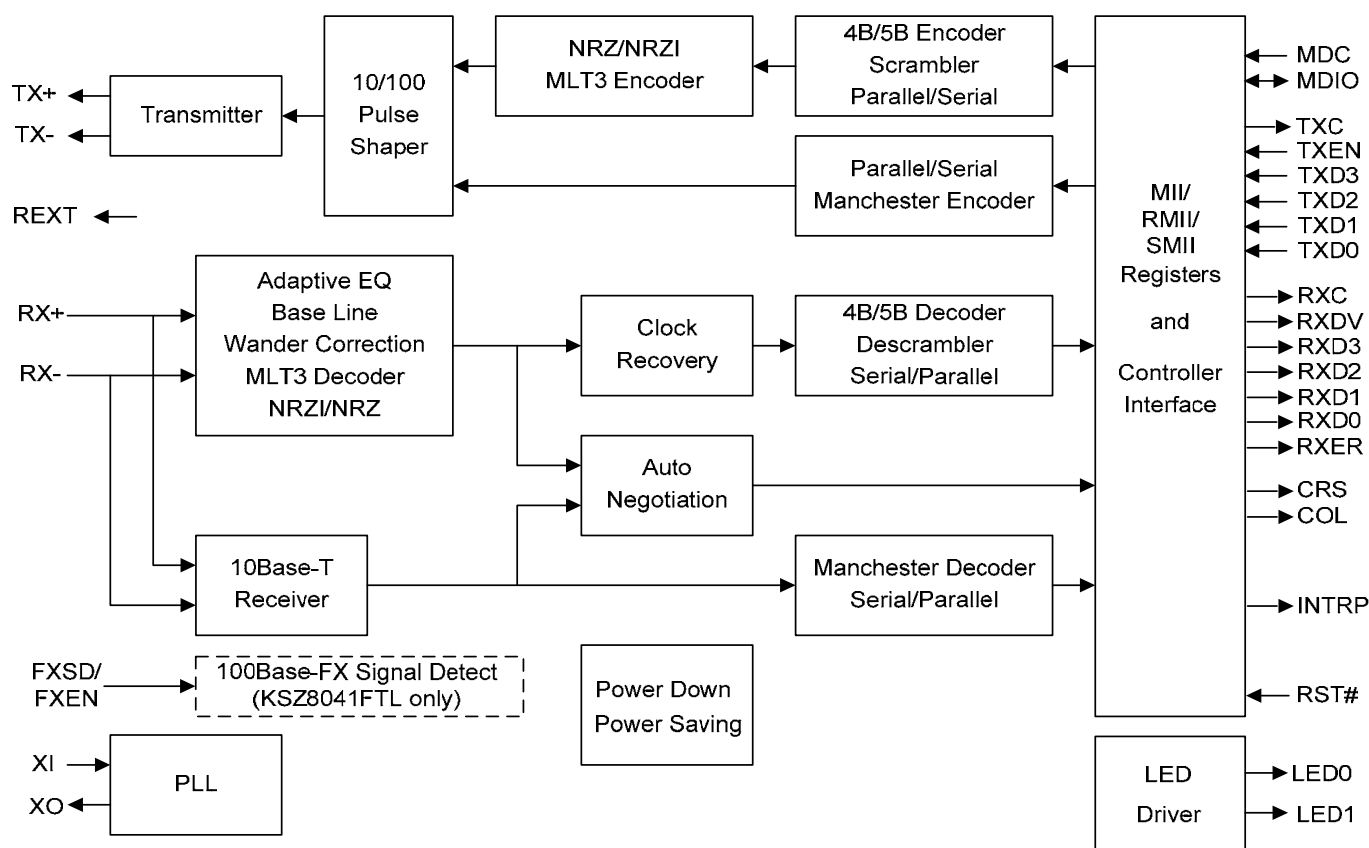 NRZ/NRZI
MLT3 Encoder
4B/5B Encoder
Scrambler
Parallel/Serial
10/100
Pulse
Shaper
Transmitter
TX+
TX-
REXT
Parallel/Serial
Manchester Encoder
MII/
RMII/
SMII
Registers
and
Controller
Interface
MDC
MDIO
TXC
TXEN
TXD3
TXD2
TXD1
TXD0
RXC
RXDV
RXD3
RXD2
RXD1
RXD0
RXER
CRS
COL
INTRP
RST#
RX+
RX-
Adaptive EQ
Base Line
Wander Correction
MLT3 Decoder
NRZI/NRZ
Clock
Recovery
4B/5B Decoder
Descrambler
Serial/Parallel
Auto
Negotiation
10Base-T
Receiver
Manchester Decoder
Serial/Parallel
FXSD/
FXEN
100Base-FX Signal Detect
(KSZ8041FTL only)
Power Down
Power Saving
XI
XO
PLL
LED
Driver
LED0
LED1